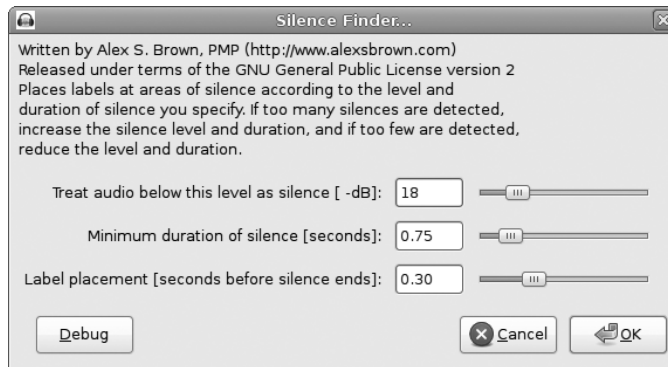 Silence Finder...
Written by Alex S. Brown, PMP (http://www.alexsbrown.com)
Released under terms of the GNU General Public License version 2
Places labels at areas of silence according to the level and
duration of silence you specify. If too many silences are detected,
increase the silence level and duration, and if too few are detected,
reduce the level and duration.
Treat audio below this level as silence [ -dB]: 18
Minimum duration of silence [seconds]: 0.75
Label placement [seconds before silence ends]: 0.30
Debug Cancel OK